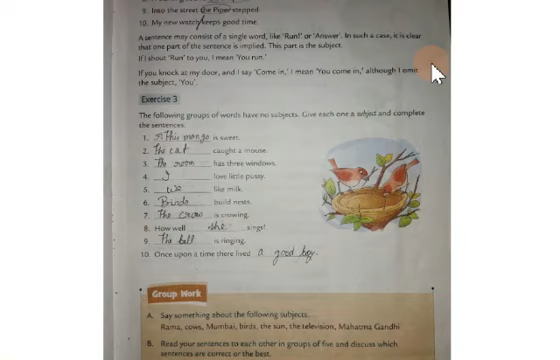 9. Into the street the Piper stepped.
10. My new watch/keeps good time.
A sentence may consist of a single word, like 'Run!' or 'Answer'. In such a case, it is clear
that one part of the sentence is implied. This part is the subject.
If I shout 'Run' to you, I mean 'You run'.
If you knock at my door, and I say 'Come in,' I mean 'You come in,' although I omit
the subject, 'You'.
Exercise 3
The following groups of words have no subjects. Give each one a subject and complete
the sentences.
1. This mango is sweet.
2. The cat caught a mouse.
3. The room has three windows.
4. I love little pussy.
5. We like milk.
6. Birds build nests.
7. The crow is crowing.
8. How well she sings!
9. The bell is ringing.
10. Once upon a time there lived a good boy.
Group Work
A. Say something about the following subjects.
Rama, cows, Mumbai, birds, the sun, the television, Mahatma Gandhi
B. Read your sentences to each other in groups of five and discuss which
sentences are correct or the best.